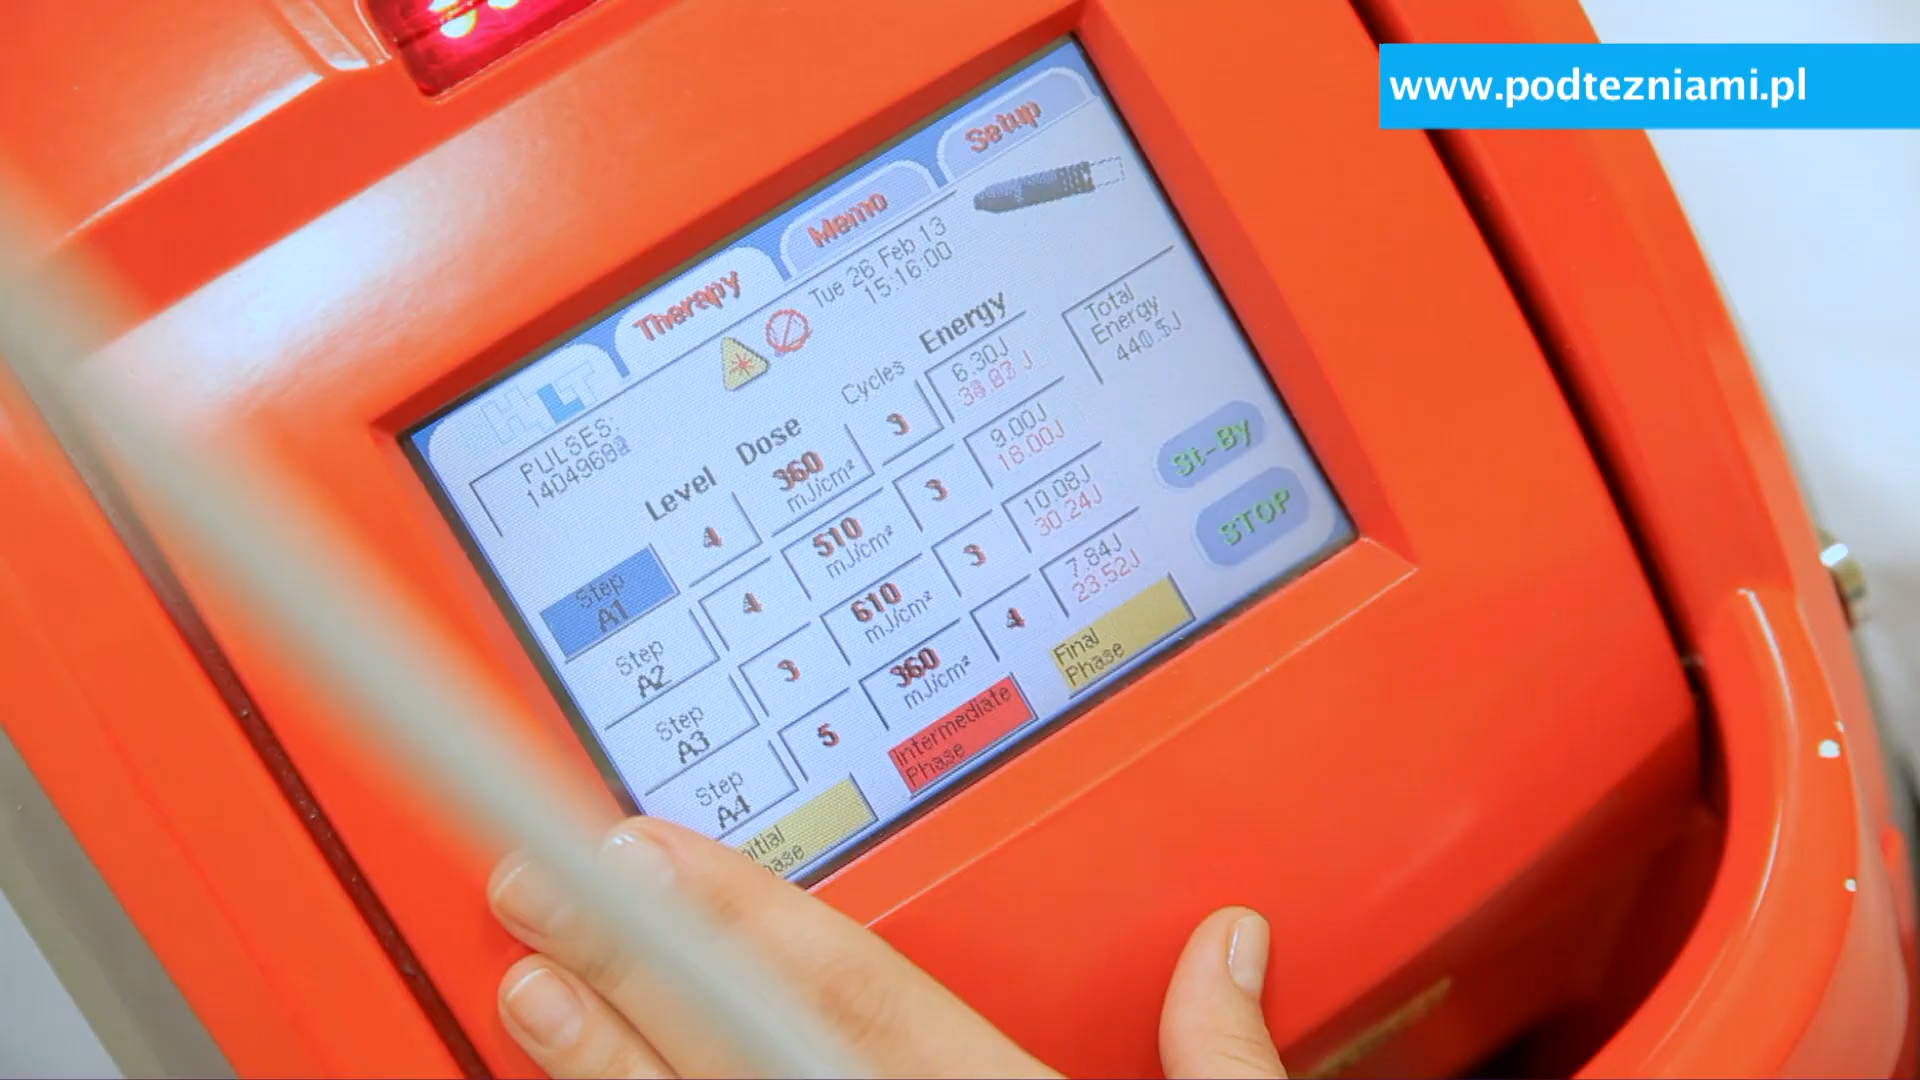 www.podtezniami.pl
Setup
Memo
Therapy
Tue 26 Feb 13
15:16:00
HLT
PULSES:
Level
Dose
Cycles
Energy
Total
Energy
440.5J
Step
A1
4
360
mJ/cm²
3
6.30J
Step
A2
4
510
mJ/cm²
3
9.00J
18.00J
Step
A3
3
610
mJ/cm²
3
10.08J
30.24J
Step
A4
5
360
mJ/cm²
4
7.84J
23.52J
St-By
STOP
Intermediate
Phase
Final
Phase